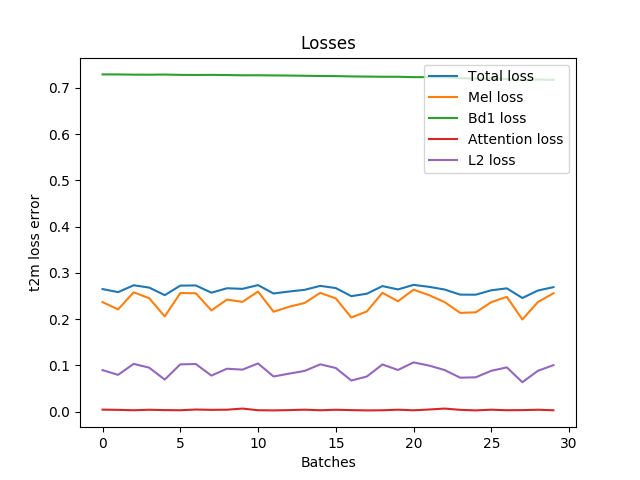 Losses
Total loss
Mel loss
Bd1 loss
Attention loss
L2 loss
t2m loss error
0.7
0.6
0.5
0.4
0.3
0.2
0.1
0.0
0 5 10 15 20 25 30
Batches